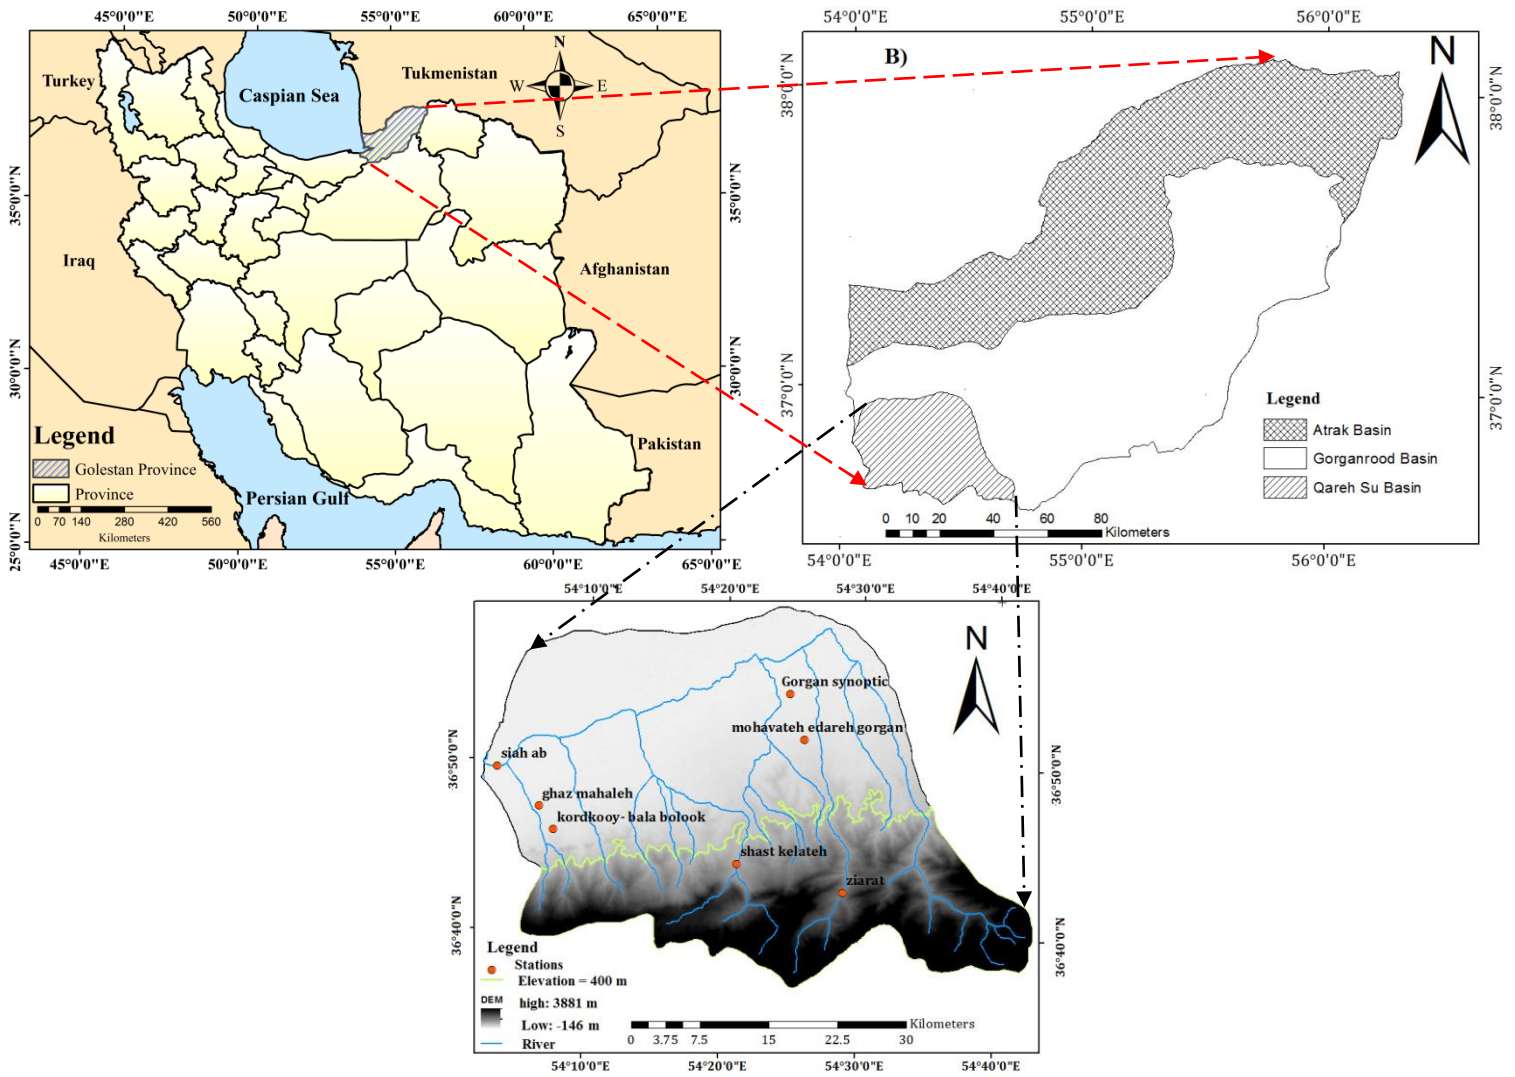 45°0'0"E 50°0'0"E 55°0'0"E 60°0'0"E 65°0'0"E
Turkey
Caspian Sea
Tukmenistan
N
W E
S
35°0'0"N
35°0'0"N
Iraq
Afghanistan
30°0'0"N
30°0'0"N
Pakistan
Persian Gulf
Legend
Golestan Province
Province
0 70 140 280 420 560
Kilometers
25°0'0"N
45°0'0"E 50°0'0"E 55°0'0"E 60°0'0"E 65°0'0"E
54°0'0"E 55°0'0"E 56°0'0"E
B)
N
38°0'0"N
38°0'0"N
37°0'0"N
37°0'0"N
Legend
Atrak Basin
Gorganrood Basin
Qareh Su Basin
0 10 20 40 60 80
Kilometers
54°0'0"E 55°0'0"E 56°0'0"E
54°10'0"E 54°20'0"E 54°30'0"E 54°40'0"E
N
Gorgan synoptic
mohavateh edareh gorgan
siah ab
ghaz mahaleh
kordkooy- bala bolook
shast kelateh
ziarat
36°50'0"N
36°50'0"N
36°40'0"N
36°40'0"N
Legend
Stations
Elevation = 400 m
DEM
high: 3881 m
Low: -146 m
River
Kilometers
0 3.75 7.5 15 22.5 30
54°10'0"E 54°20'0"E 54°30'0"E 54°40'0"E